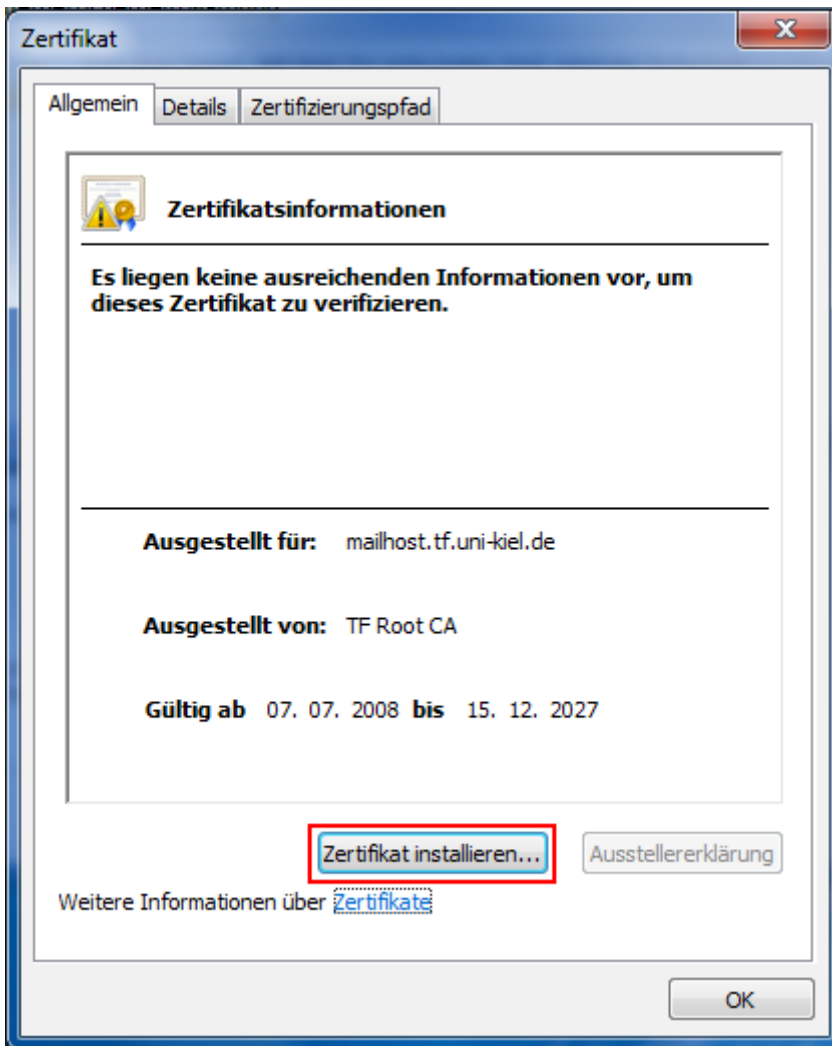 Zertifikat
Allgemein Details Zertifizierungspfad
Zertifikatsinformationen
Es liegen keine ausreichenden Informationen vor, um
dieses Zertifikat zu verifizieren.
Ausgestellt für: mailhost.tf.uni-kiel.de
Ausgestellt von: TF Root CA
Gültig ab 07. 07. 2008 bis 15. 12. 2027
Zertifikat installieren... Ausstellererklärung
Weitere Informationen über Zertifikate
OK